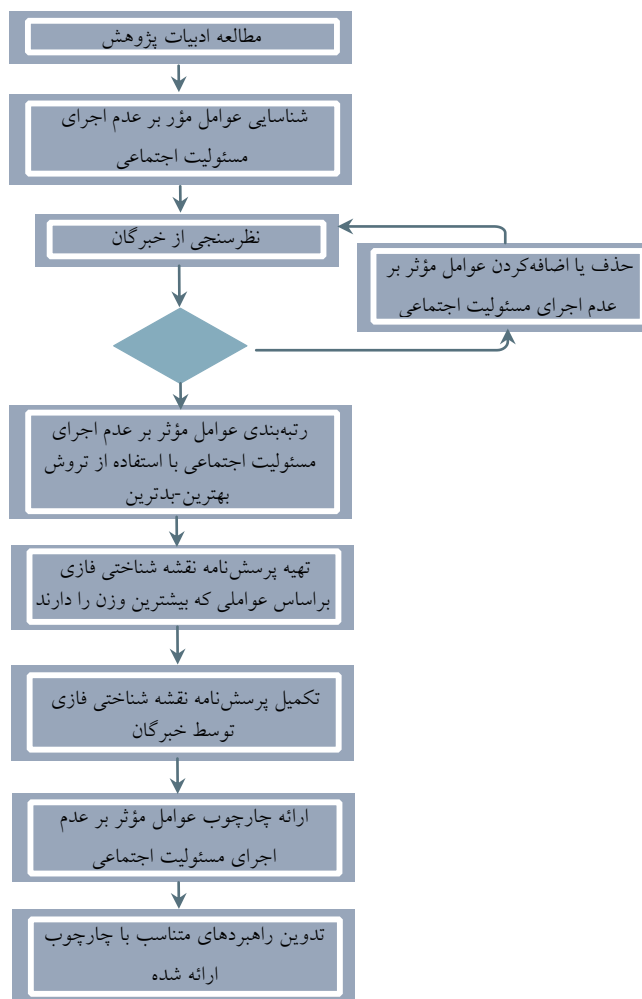 مطالعه ادبیات پژوهش
شناسایی عوامل مؤر بر عدم اجرای
مسئولیت اجتماعی
نظرسنجی از خبرگان
حذف یا اضافه‌کردن عوامل مؤثر بر
عدم اجرای مسئولیت اجتماعی
رتبه‌بندی عوامل مؤثر بر عدم اجرای
مسئولیت اجتماعی با استفاده از تروش
بهترین-بدترین
تهیه پرسش‌نامه نقشه شناختی فازی
براساس عواملی که بیشترین وزن را دارند
تکمیل پرسش‌نامه نقشه شناختی فازی
توسط خبرگان
ارائه چارچوب عوامل مؤثر بر عدم
اجرای مسئولیت اجتماعی
تدوین راهبردهای متناسب با چارچوب
ارائه شده